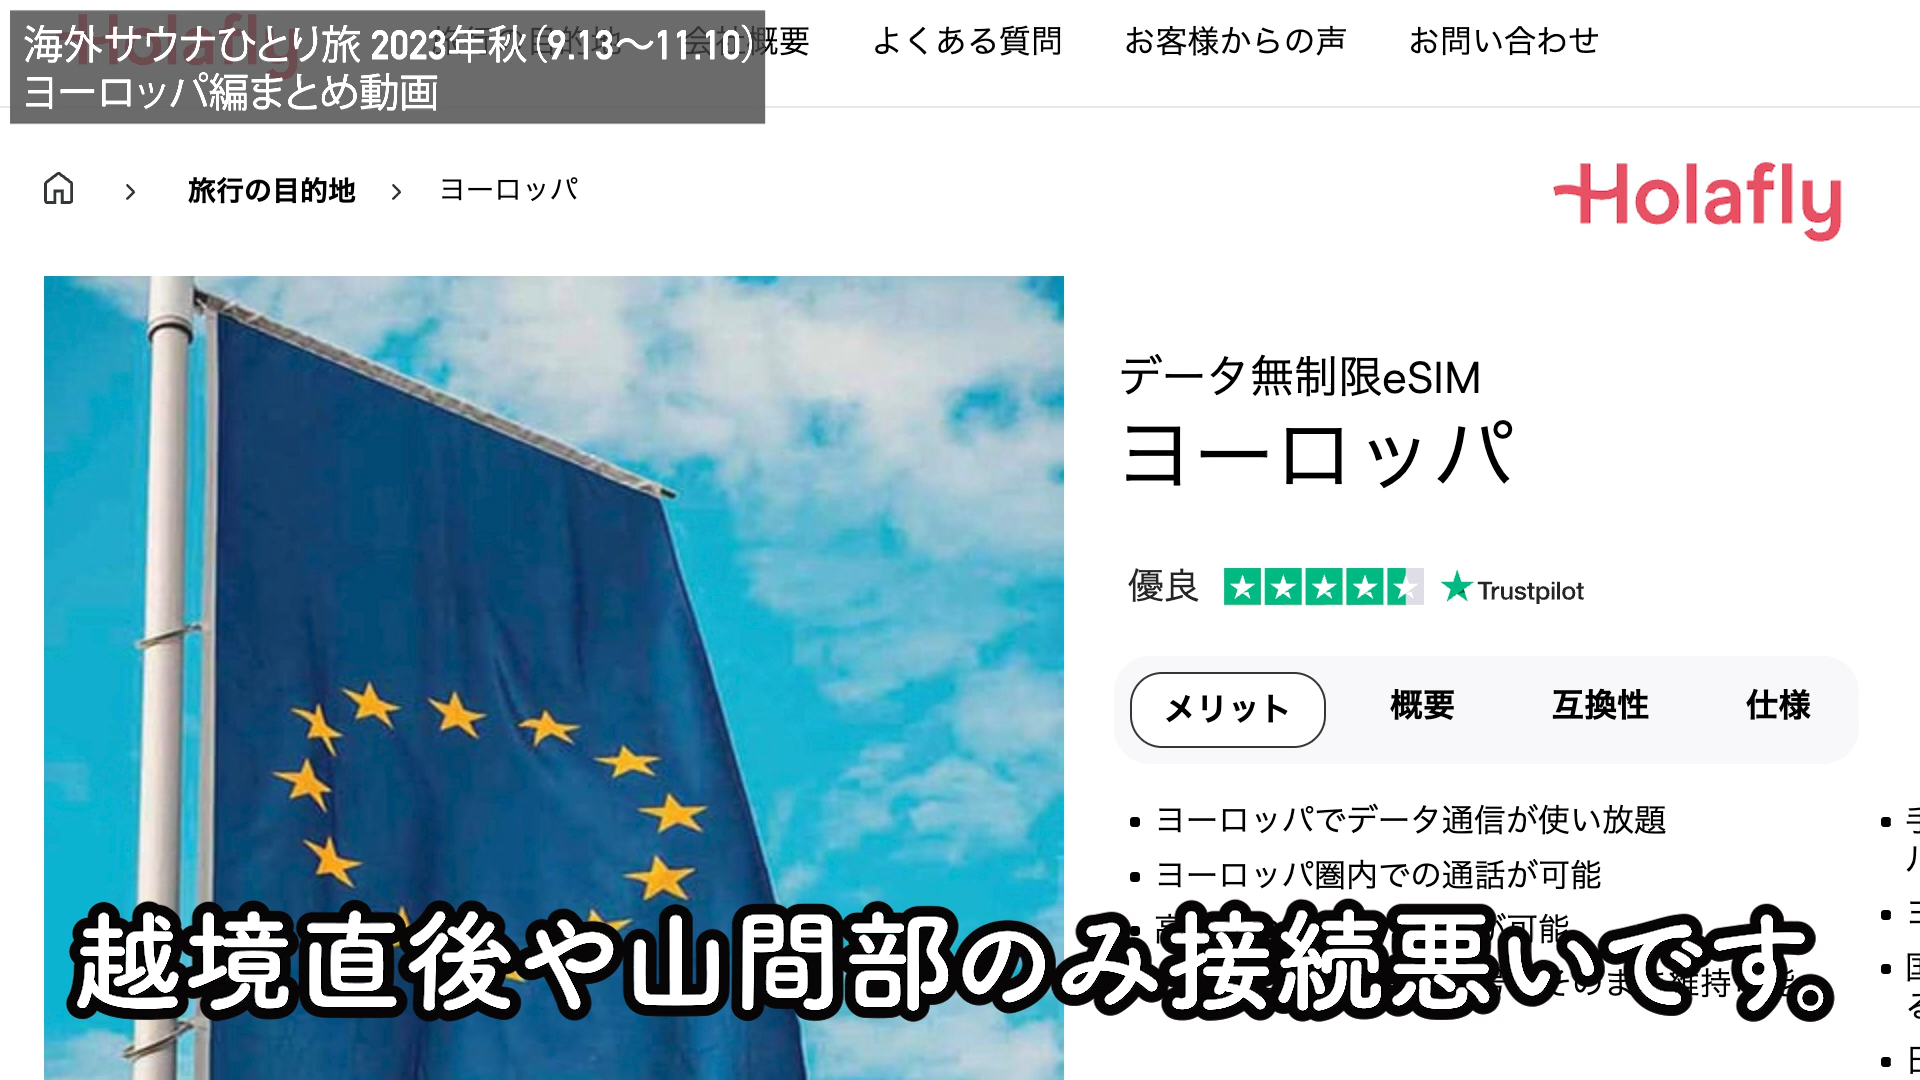 海外サウナひとり旅 2023年秋（9.13〜11.10）
ヨーロッパ編まとめ動画
会社概要
よくある質問
お客様からの声
お問い合わせ
旅行の目的地
ヨーロッパ
Holafly
データ無制限eSIM
ヨーロッパ
優良
Trustpilot
メリット
概要
互換性
仕様
ヨーロッパでデータ通信が使い放題
ヨーロッパ圏内での通話が可能
越境直後や山間部のみ接続悪いです。